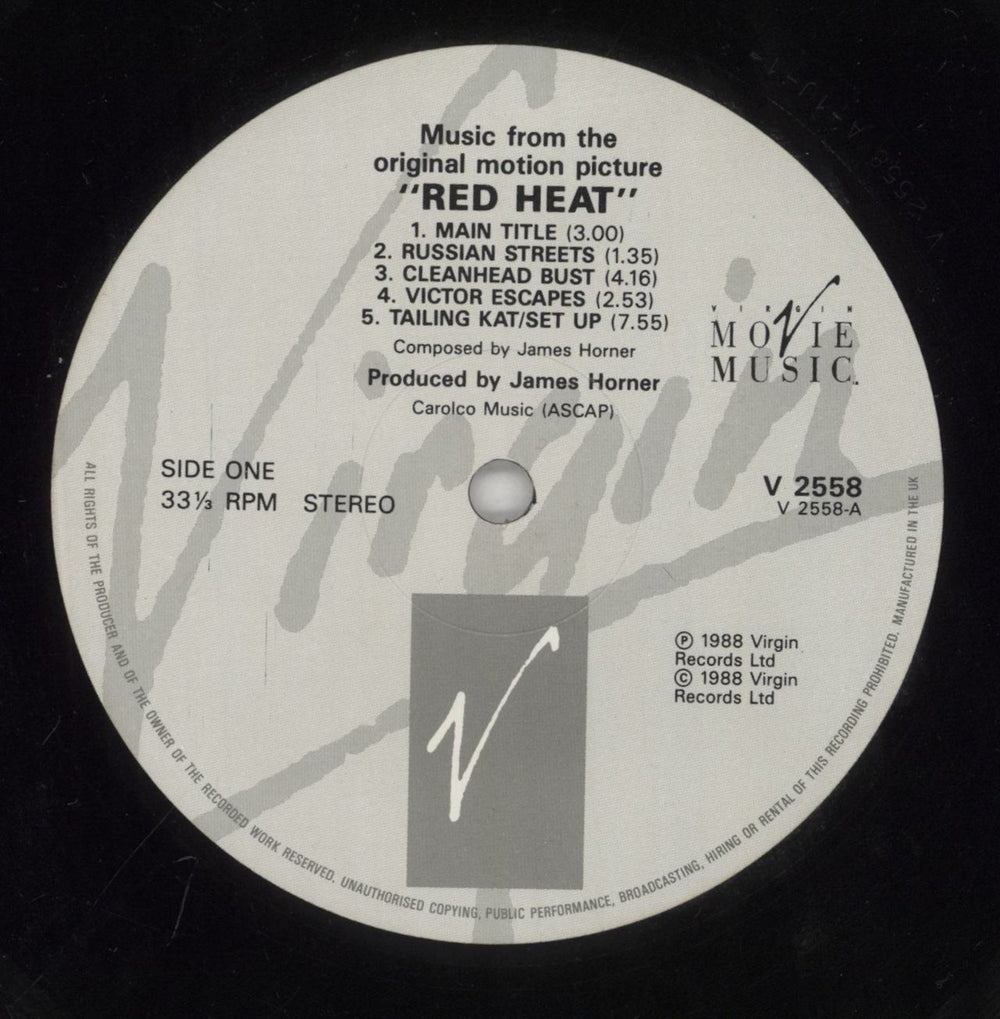 Music from the
original motion picture
"RED HEAT"
1. MAIN TITLE (3.00)
2. RUSSIAN STREETS (1.35)
3. CLEANHEAD BUST (4.16)
4. VICTOR ESCAPES (2.53)
5. TAILING KAT/SET UP (7.55)
Composed by James Horner
Produced by James Horner
Carolco Music (ASCAP)
VIRGIN
MOVIE
MUSIC.
Virgin
SIDE ONE
33⅓ RPM STEREO
V 2558
V 2558-A
℗ 1988 Virgin
Records Ltd
© 1988 Virgin
Records Ltd
V
ALL RIGHTS OF THE PRODUCER AND OF THE OWNER OF THE RECORDED WORK RESERVED. UNAUTHORISED COPYING, PUBLIC PERFORMANCE, BROADCASTING, HIRING OR RENTAL OF THIS RECORDING PROHIBITED. MANUFACTURED IN THE UK